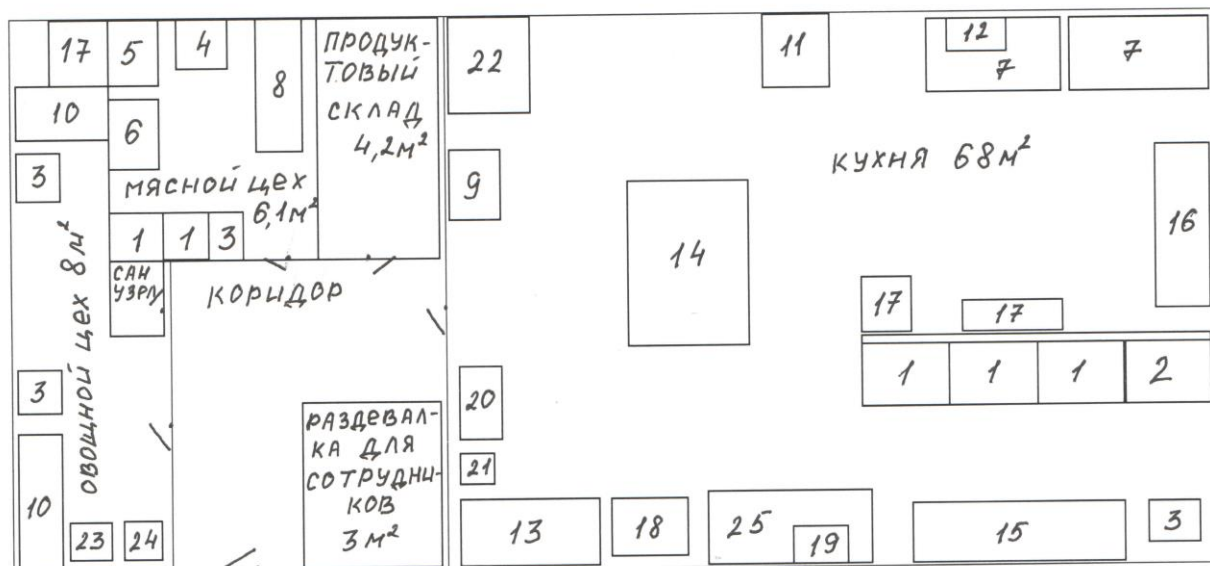 17
5
4
8
10
6
3
МЯСНОЙ ЦЕХ
6,1м²
1
1
3
ПРОДУК-
ТОВЫЙ
СКЛАД
4,2м²
САН
УЗЕЛ
КОРИДОР
ОВОЩНОЙ ЦЕХ 8м²
3
10
23
24
РАЗДЕВАЛ-
КА ДЛЯ
СОТРУДНИ-
КОВ
3м²
22
11
12
7
7
КУХНЯ 68м²
9
14
16
17
17
1
1
1
2
20
21
13
18
25
19
15
3